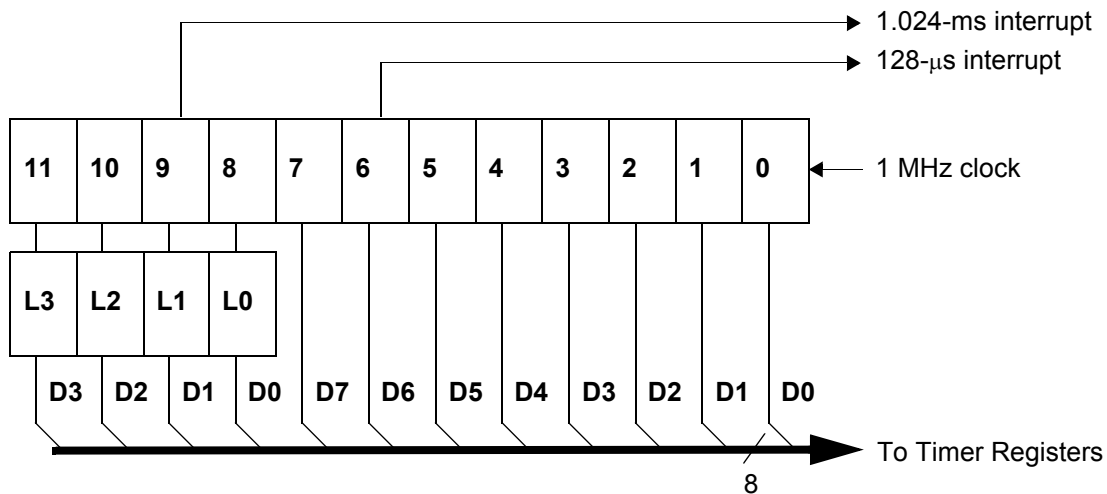 1.024-ms interrupt
128-μs interrupt
11 10 9 8 7 6 5 4 3 2 1 0
1 MHz clock
L3 L2 L1 L0
D3 D2 D1 D0 D7 D6 D5 D4 D3 D2 D1 D0
To Timer Registers
8